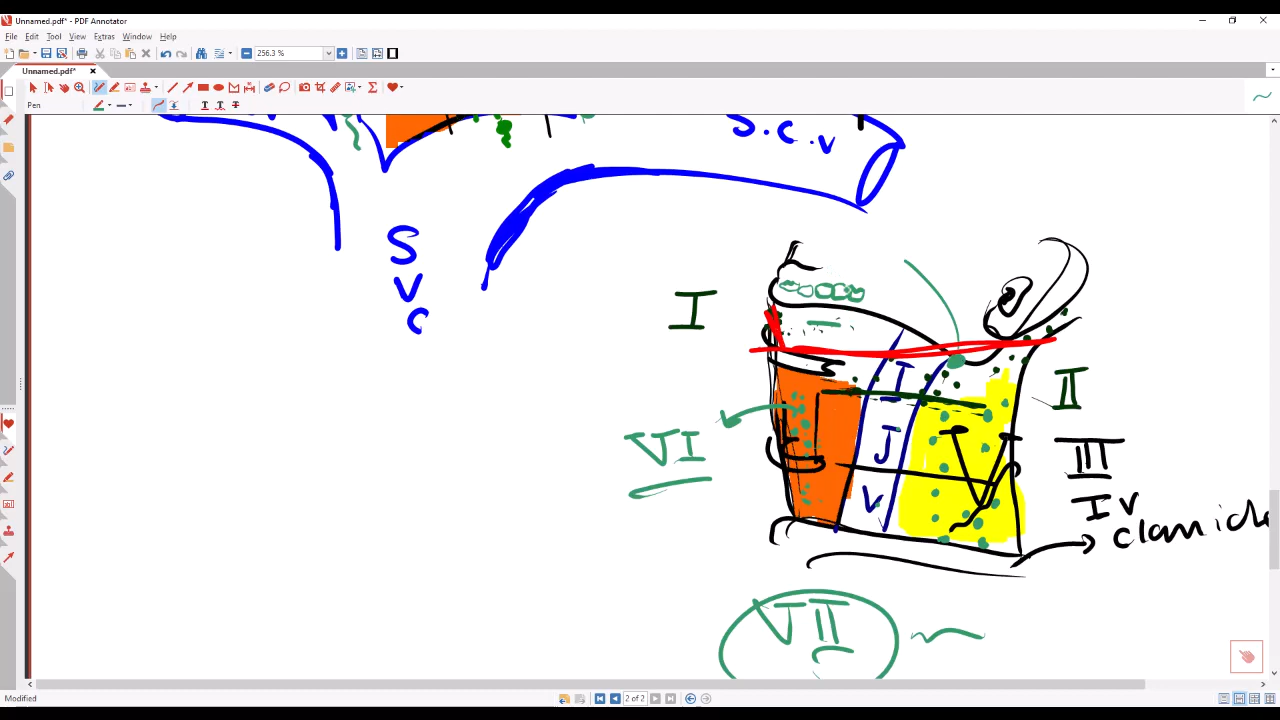 Unnamed.pdf* - PDF Annotator
File Edit Tool View Extras Window Help
256.3 %
Unnamed.pdf*
Pen
S.C.V
S
V
C
I
I
J
V
V
II
III
IV
VI
VII
Modified
2 of 2